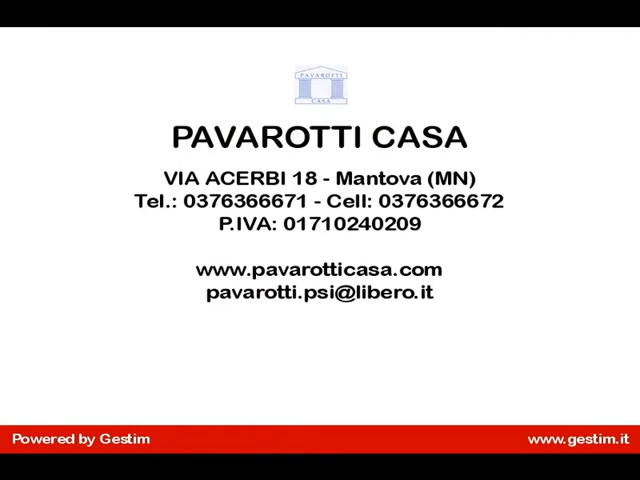 PAVAROTTI
CASA
PAVAROTTI CASA
VIA ACERBI 18 - Mantova (MN)
Tel.: 0376366671 - Cell: 0376366672
P.IVA: 01710240209
www.pavarotticasa.com
pavarotti.psi@libero.it
Powered by Gestim www.gestim.it